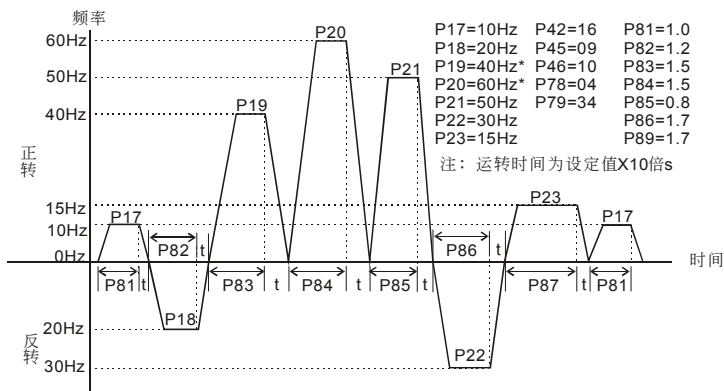 频率
60Hz
50Hz
40Hz
正转
15Hz
10Hz
0Hz
20Hz
反转
30Hz
P17
P82
t
P18
P19
P20
P21
P86
t
P22
P23
P17
时间
P81
t
P83
t
P84
t
P85
t
P87
t
P81
P17=10Hz P42=16 P81=1.0
P18=20Hz P45=09 P82=1.2
P19=40Hz* P46=10 P83=1.5
P20=60Hz* P78=04 P84=1.5
P21=50Hz P79=34 P85=0.8
P22=30Hz P86=1.7
P23=15Hz P89=1.7
注：运转时间为设定值X10倍s